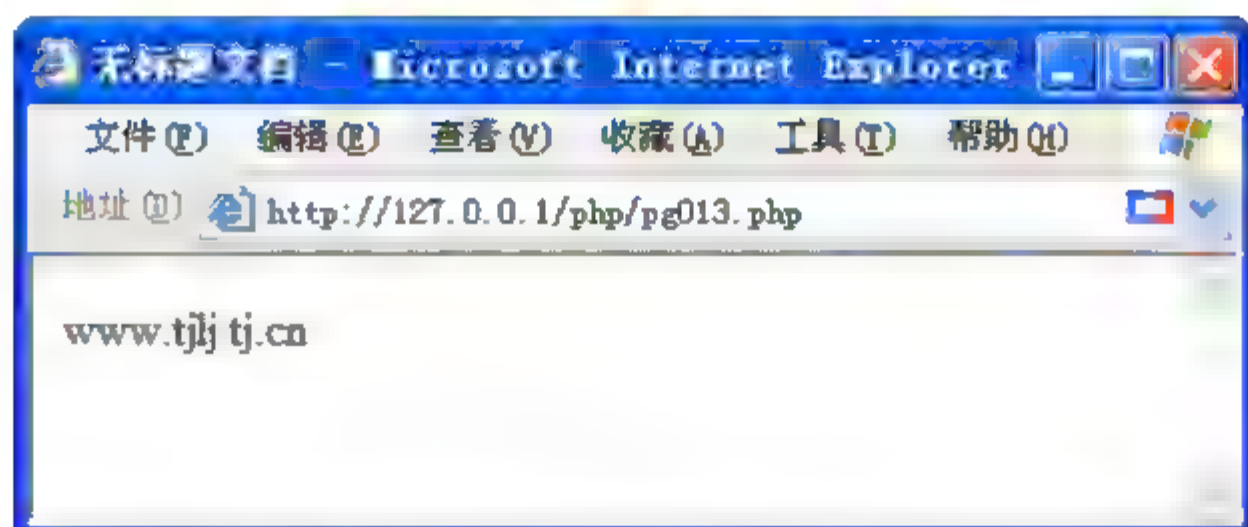 无标题文档 - Microsoft Internet Explorer
文件(F) 编辑(E) 查看(V) 收藏(A) 工具(T) 帮助(H)
地址(D) http://127.0.0.1/php/pg013.php
www.tjlj tj.cn